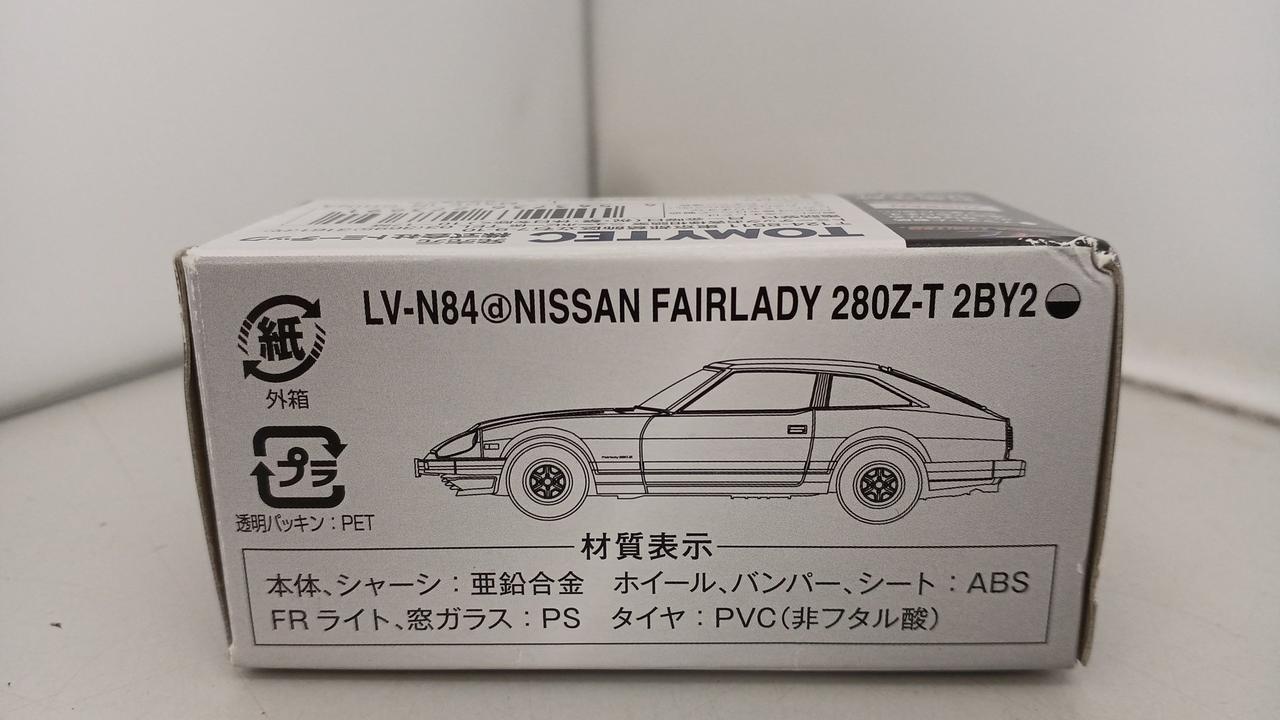 TOMYTEC
LV-N84ⓓNISSAN FAIRLADY 280Z-T 2BY2
紙
外箱
プラ
透明パッキン：PET
材質表示
本体、シャーシ：亜鉛合金　ホイール、バンパー、シート：ABS
FRライト、窓ガラス：PS　タイヤ：PVC(非フタル酸)